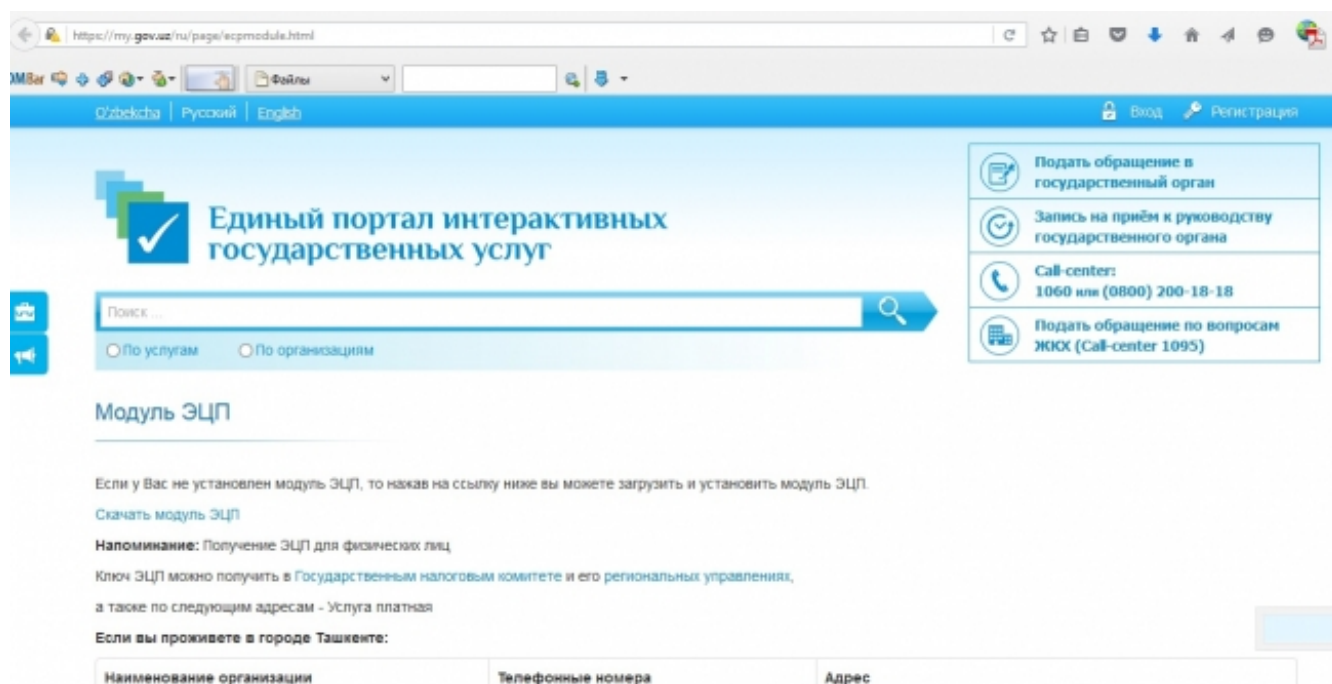 https://my.gov.uz/ru/page/ecpmodule.html
Файлы
O'zbekcha | Русский | English
Вход Регистрация
Подать обращение в
государственный орган
Запись на приём к руководству
государственного органа
Call-center:
1060 или (0800) 200-18-18
Подать обращение по вопросам
ЖКХ (Call-center 1095)
Единый портал интерактивных
государственных услуг
Поиск ...
По услугам По организациям
Модуль ЭЦП
Если у Вас не установлен модуль ЭЦП, то нажав на ссылку ниже вы можете загрузить и установить модуль ЭЦП.
Скачать модуль ЭЦП
Напоминание: Получение ЭЦП для физических лиц
Ключ ЭЦП можно получить в Государственным налоговым комитете и его региональных управлениях,
а также по следующим адресам - Услуга платная
Если вы проживете в городе Ташкенте:
Наименование организации Телефонные номера Адрес